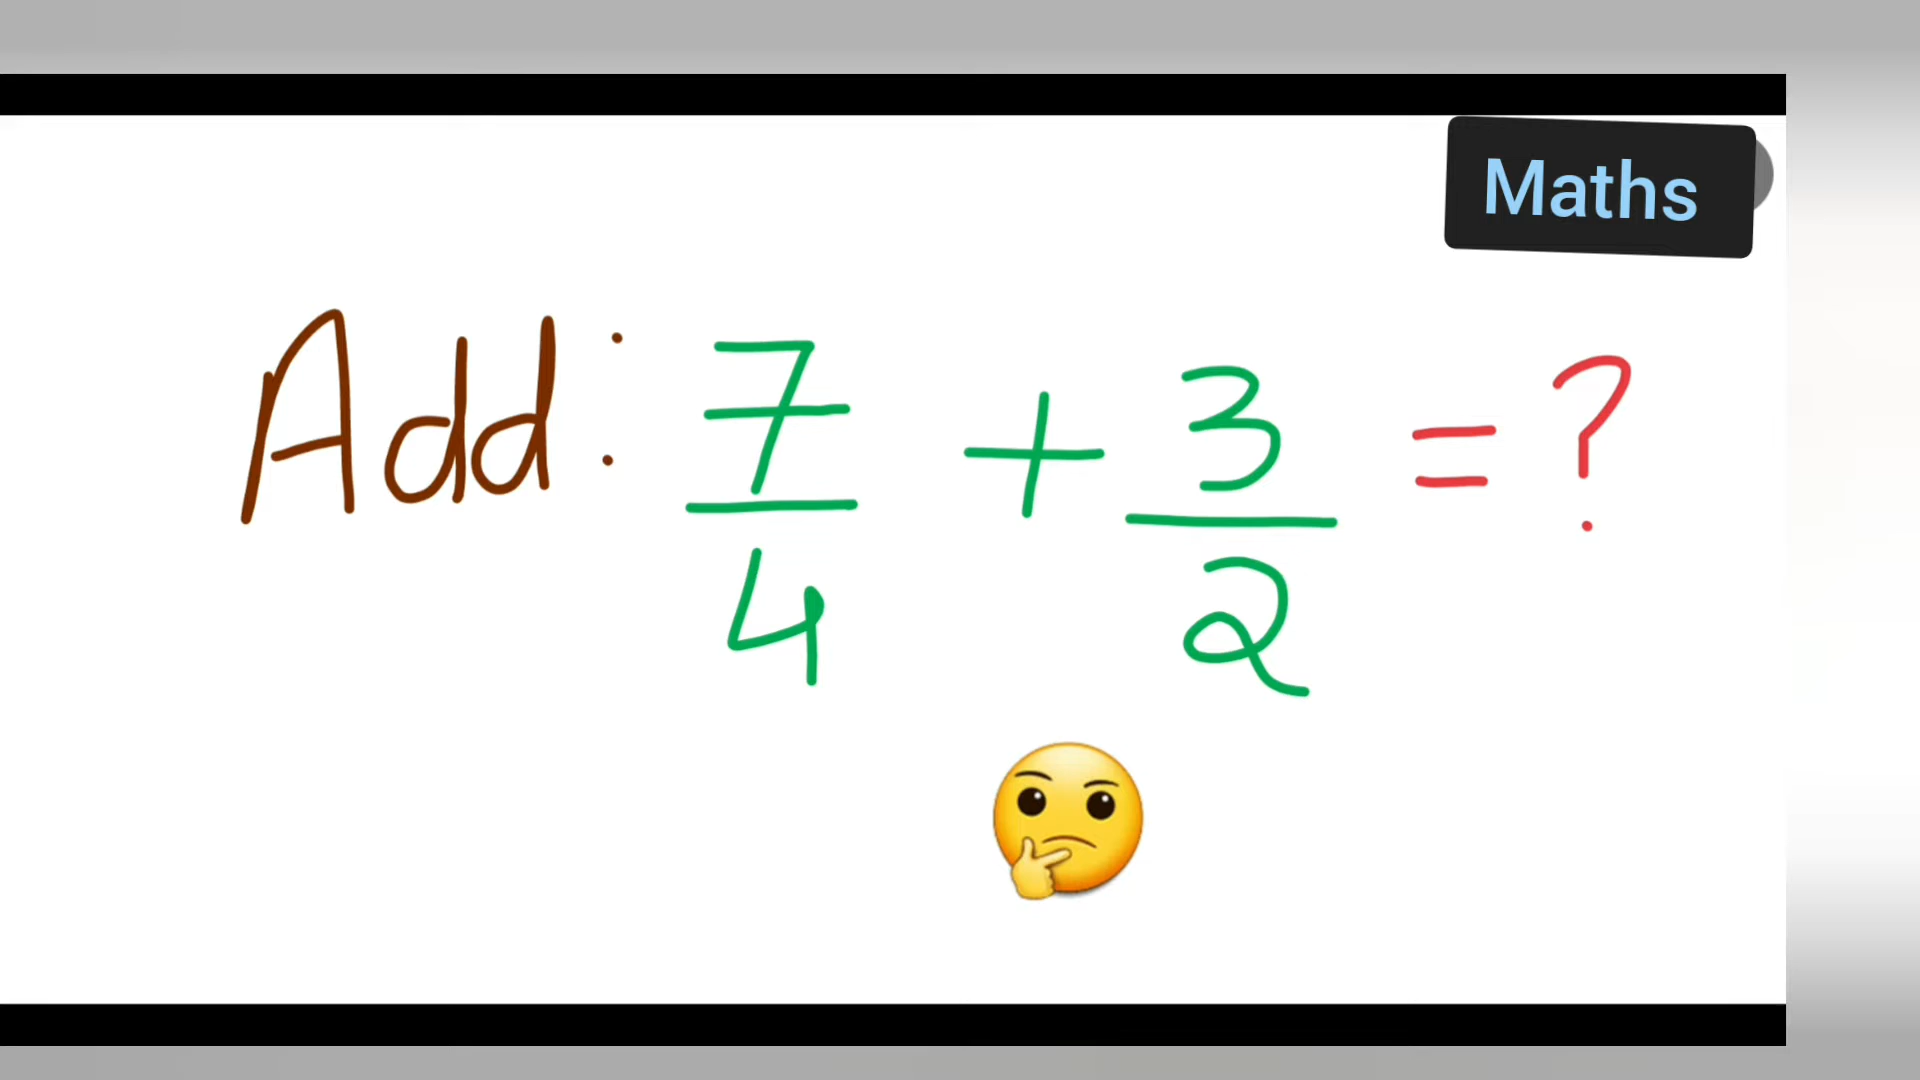 Maths
Add: 7/4 + 3/2 = ?